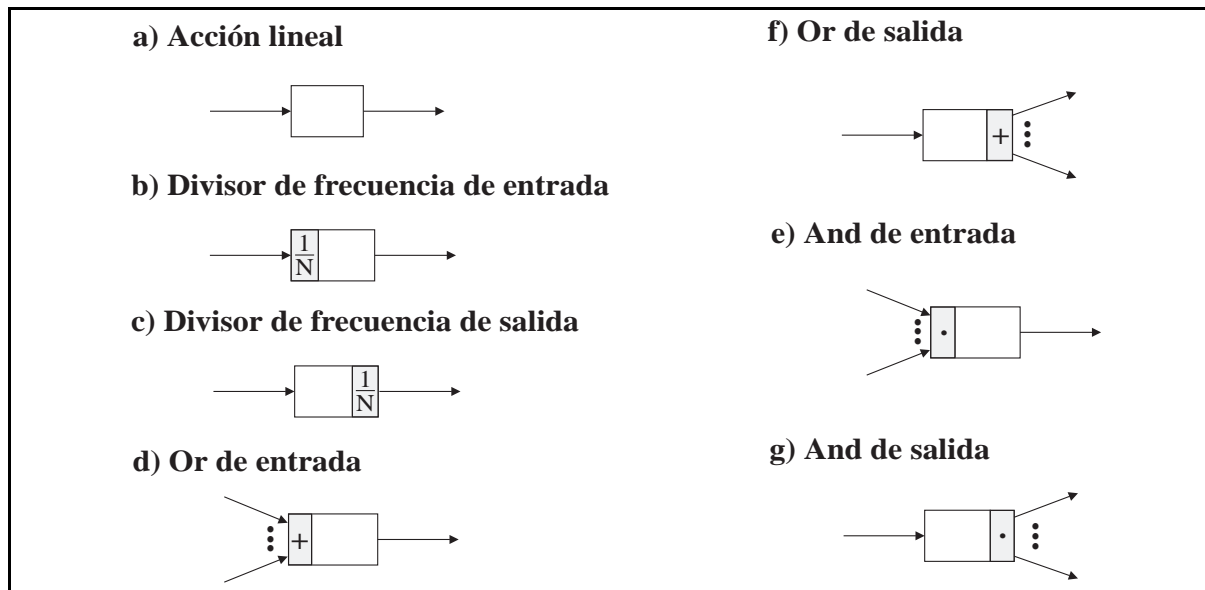 a) Acción lineal
b) Divisor de frecuencia de entrada
1
N
c) Divisor de frecuencia de salida
1
N
d) Or de entrada
+
f) Or de salida
+
e) And de entrada
·
g) And de salida
·